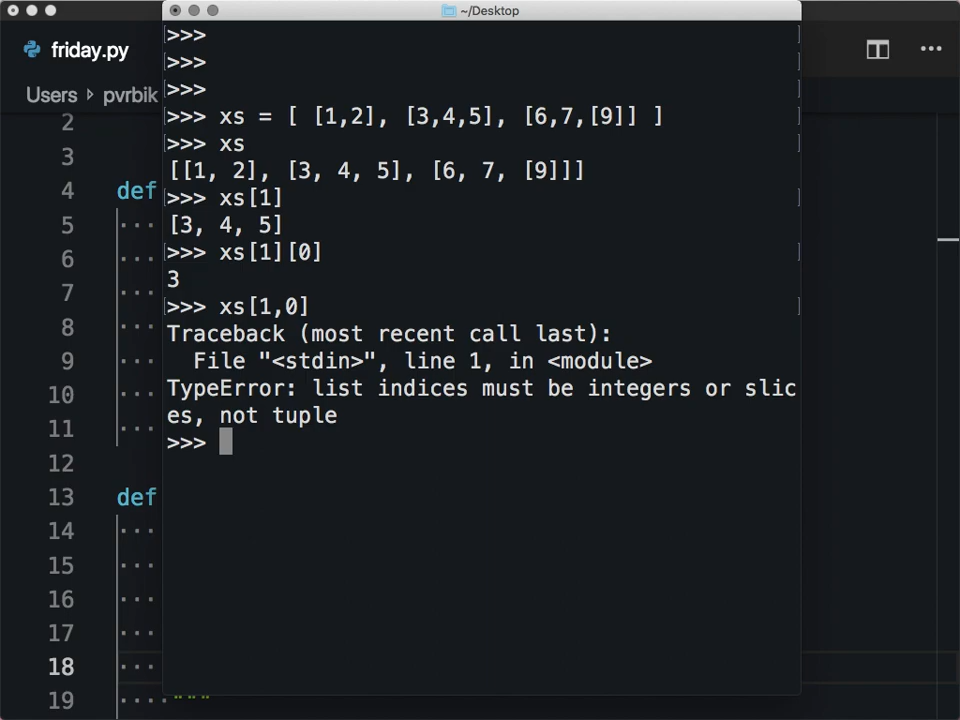 ~/Desktop
friday.py
Users pvrbik
>>>
>>>
>>>
>>> xs = [ [1,2], [3,4,5], [6,7,[9]] ]
>>> xs
[[1, 2], [3, 4, 5], [6, 7, [9]]]
>>> xs[1]
[3, 4, 5]
>>> xs[1][0]
3
>>> xs[1,0]
Traceback (most recent call last):
  File "<stdin>", line 1, in <module>
TypeError: list indices must be integers or slic
es, not tuple
>>>
2
3
4 def
5
6
7
8
9
10
11
12
13 def
14
15
16
17
18
19 """